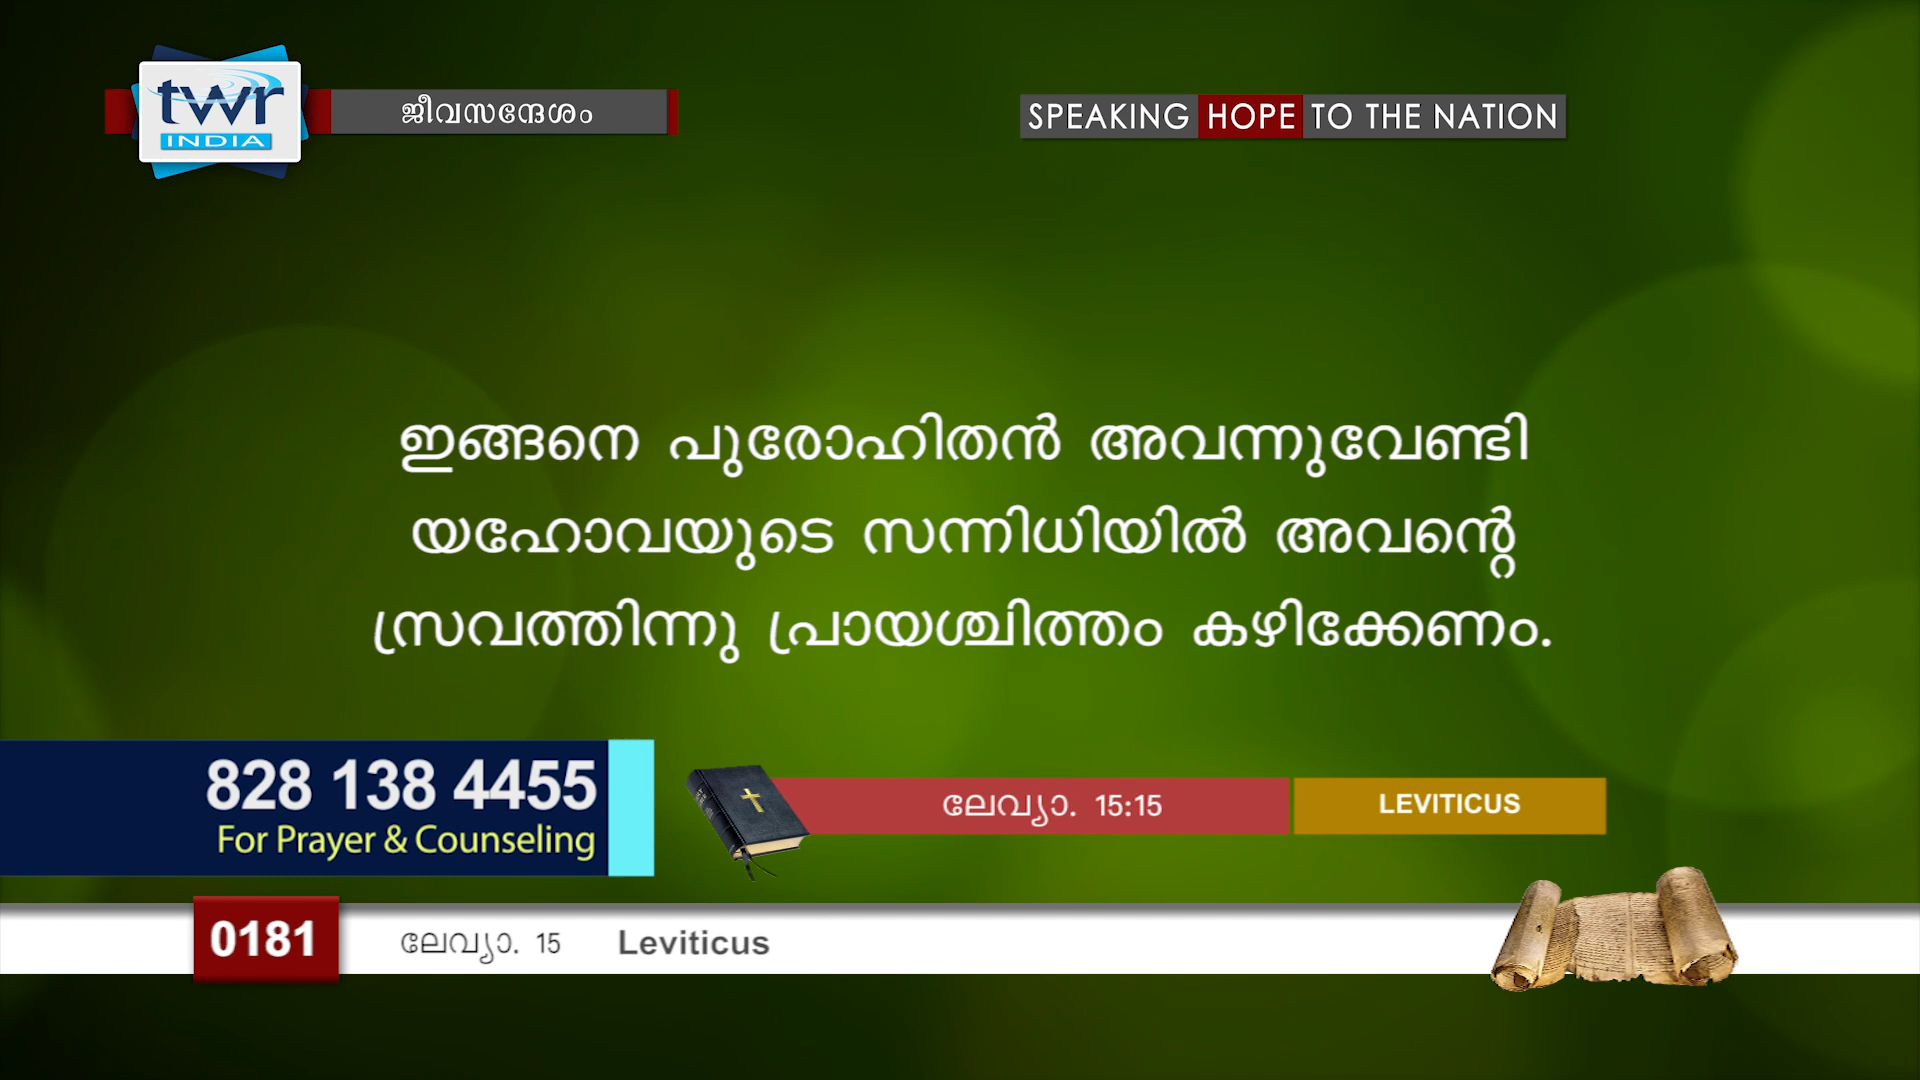 twr
INDIA
ജീവസന്ദേശം
SPEAKING HOPE TO THE NATION
ഇങ്ങനെ പുരോഹിതൻ അവന്നുവേണ്ടി
യഹോവയുടെ സന്നിധിയിൽ അവന്റെ
സ്രവത്തിന്നു പ്രായശ്ചിത്തം കഴിക്കേണം.
828 138 4455
For Prayer & Counseling
ലേവ്യാ. 15:15
LEVITICUS
0181
ലേവ്യാ. 15
Leviticus